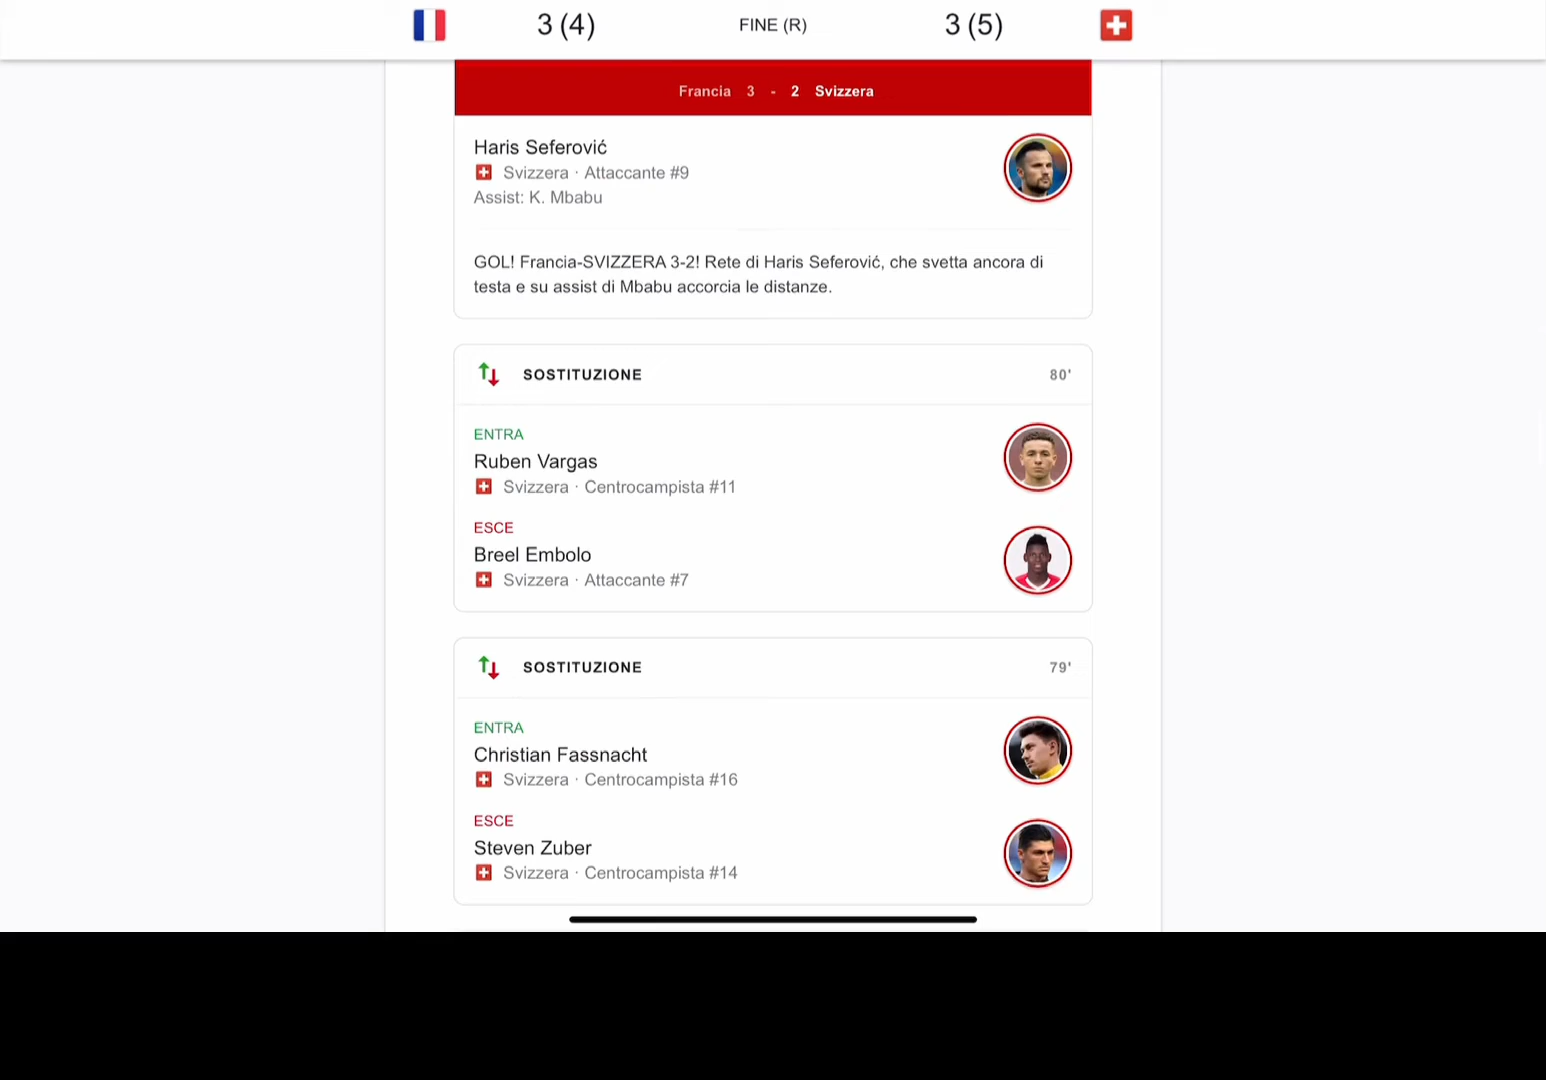 3 (4) FINE (R) 3 (5)
Francia 3 - 2 Svizzera
Haris Seferović
Svizzera · Attaccante #9
Assist: K. Mbabu
GOL! Francia-SVIZZERA 3-2! Rete di Haris Seferović, che svetta ancora di
testa e su assist di Mbabu accorcia le distanze.
SOSTITUZIONE 80'
ENTRA
Ruben Vargas
Svizzera · Centrocampista #11
ESCE
Breel Embolo
Svizzera · Attaccante #7
SOSTITUZIONE 79'
ENTRA
Christian Fassnacht
Svizzera · Centrocampista #16
ESCE
Steven Zuber
Svizzera · Centrocampista #14